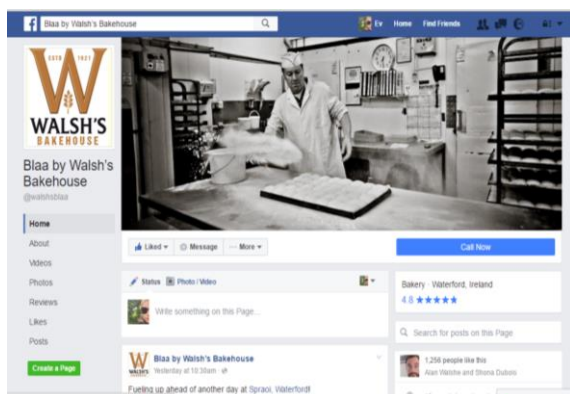 Blaa by Walsh's Bakehouse
Ev Home Find Friends
ESTD 1921
W
WALSH'S
BAKEHOUSE
Blaa by Walsh's
Bakehouse
@walshsblaa
Home
About
Videos
Photos
Reviews
Likes
Posts
Create a Page
Liked Message More
Call Now
Status Photo / Video
Write something on this Page...
Blaa by Walsh's Bakehouse
Yesterday at 10:38am
Fueling up ahead of another day at Spraoi, Waterford!
Bakery · Waterford, Ireland
4.8 ★★★★★
Search for posts on this Page
1,256 people like this
Alan Walshe and Shona Dubois